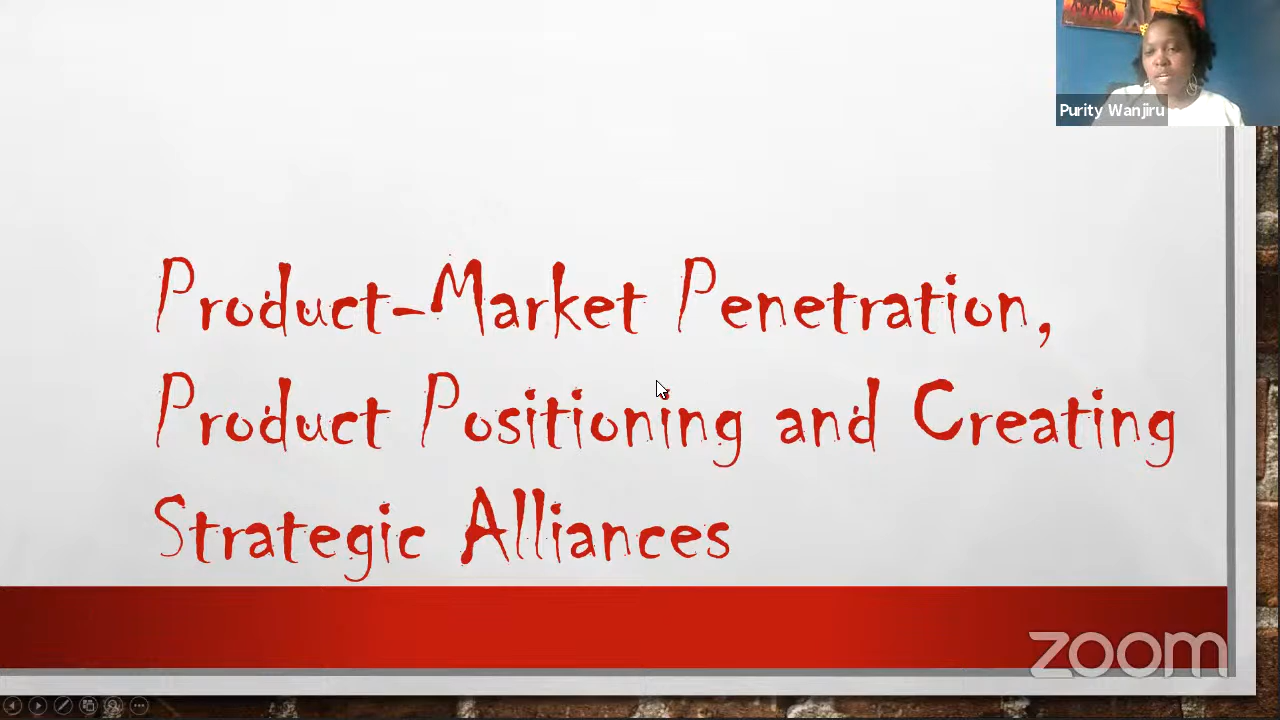 Purity Wanjiru
Product-Market Penetration,
Product Positioning and Creating
Strategic Alliances
zoom